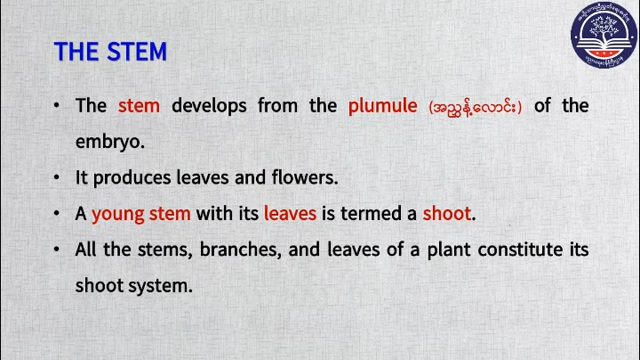 THE STEM
• The stem develops from the plumule (အညွန့်လောင်း) of the
embryo.
• It produces leaves and flowers.
• A young stem with its leaves is termed a shoot.
• All the stems, branches, and leaves of a plant constitute its
shoot system.